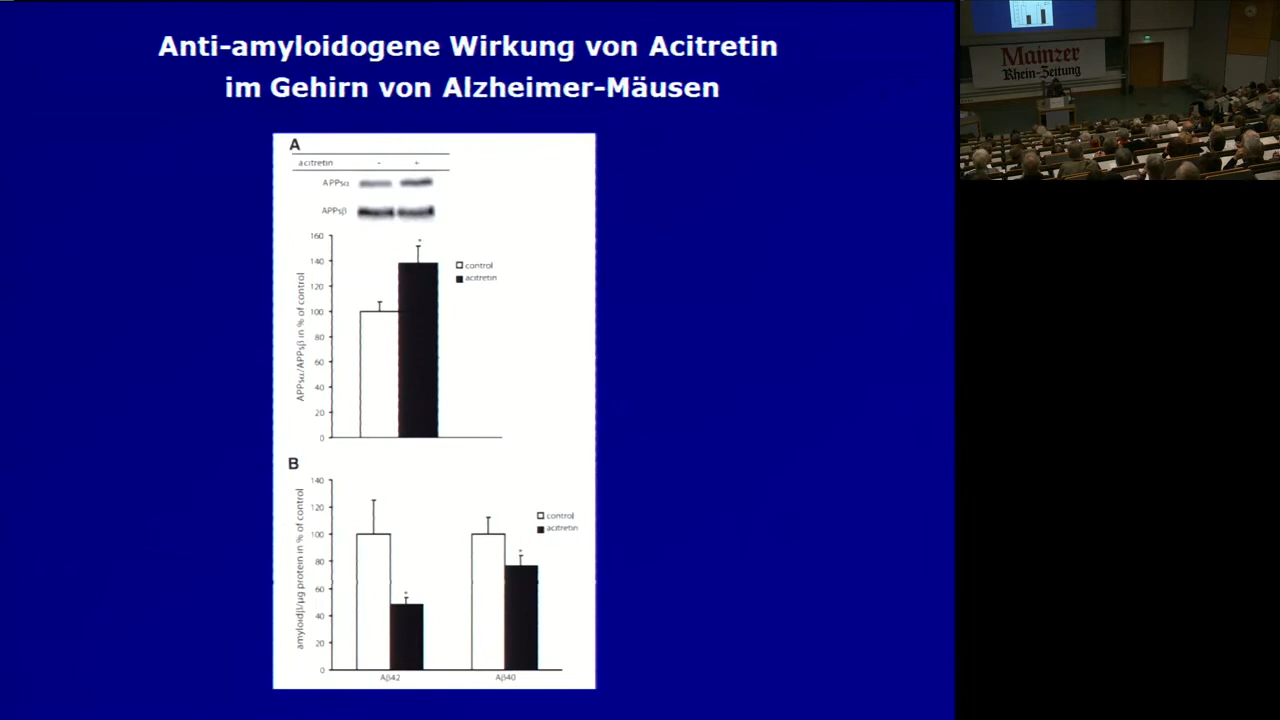 Anti-amyloidogene Wirkung von Acitretin
im Gehirn von Alzheimer-Mäusen
A
acitretin - +
APPsα
APPsβ
160
140
120
100
80
60
40
20
0
APPsα/APPsβ in % of control
*
control
acitretin
B
140
120
100
80
60
40
20
0
amyloidβ/µg protein in % of control
*
*
control
acitretin
Aβ42
Aβ40
Mainzer
Rhein-Zeitung